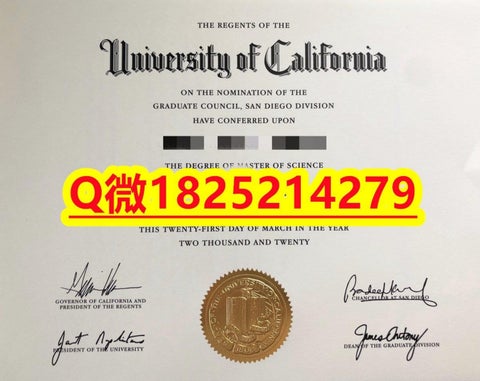 THE REGENTS OF THE
University of California
ON THE NOMINATION OF THE
GRADUATE COUNCIL, SAN DIEGO DIVISION
HAVE CONFERRED UPON
THE DEGREE OF MASTER OF SCIENCE
Q微1825214279
THIS TWENTY-FIRST DAY OF MARCH IN THE YEAR
TWO THOUSAND AND TWENTY
GOVERNOR OF CALIFORNIA AND
PRESIDENT OF THE REGENTS
CHANCELLOR AT SAN DIEGO
PRESIDENT OF THE UNIVERSITY
DEAN OF THE GRADUATE DIVISION